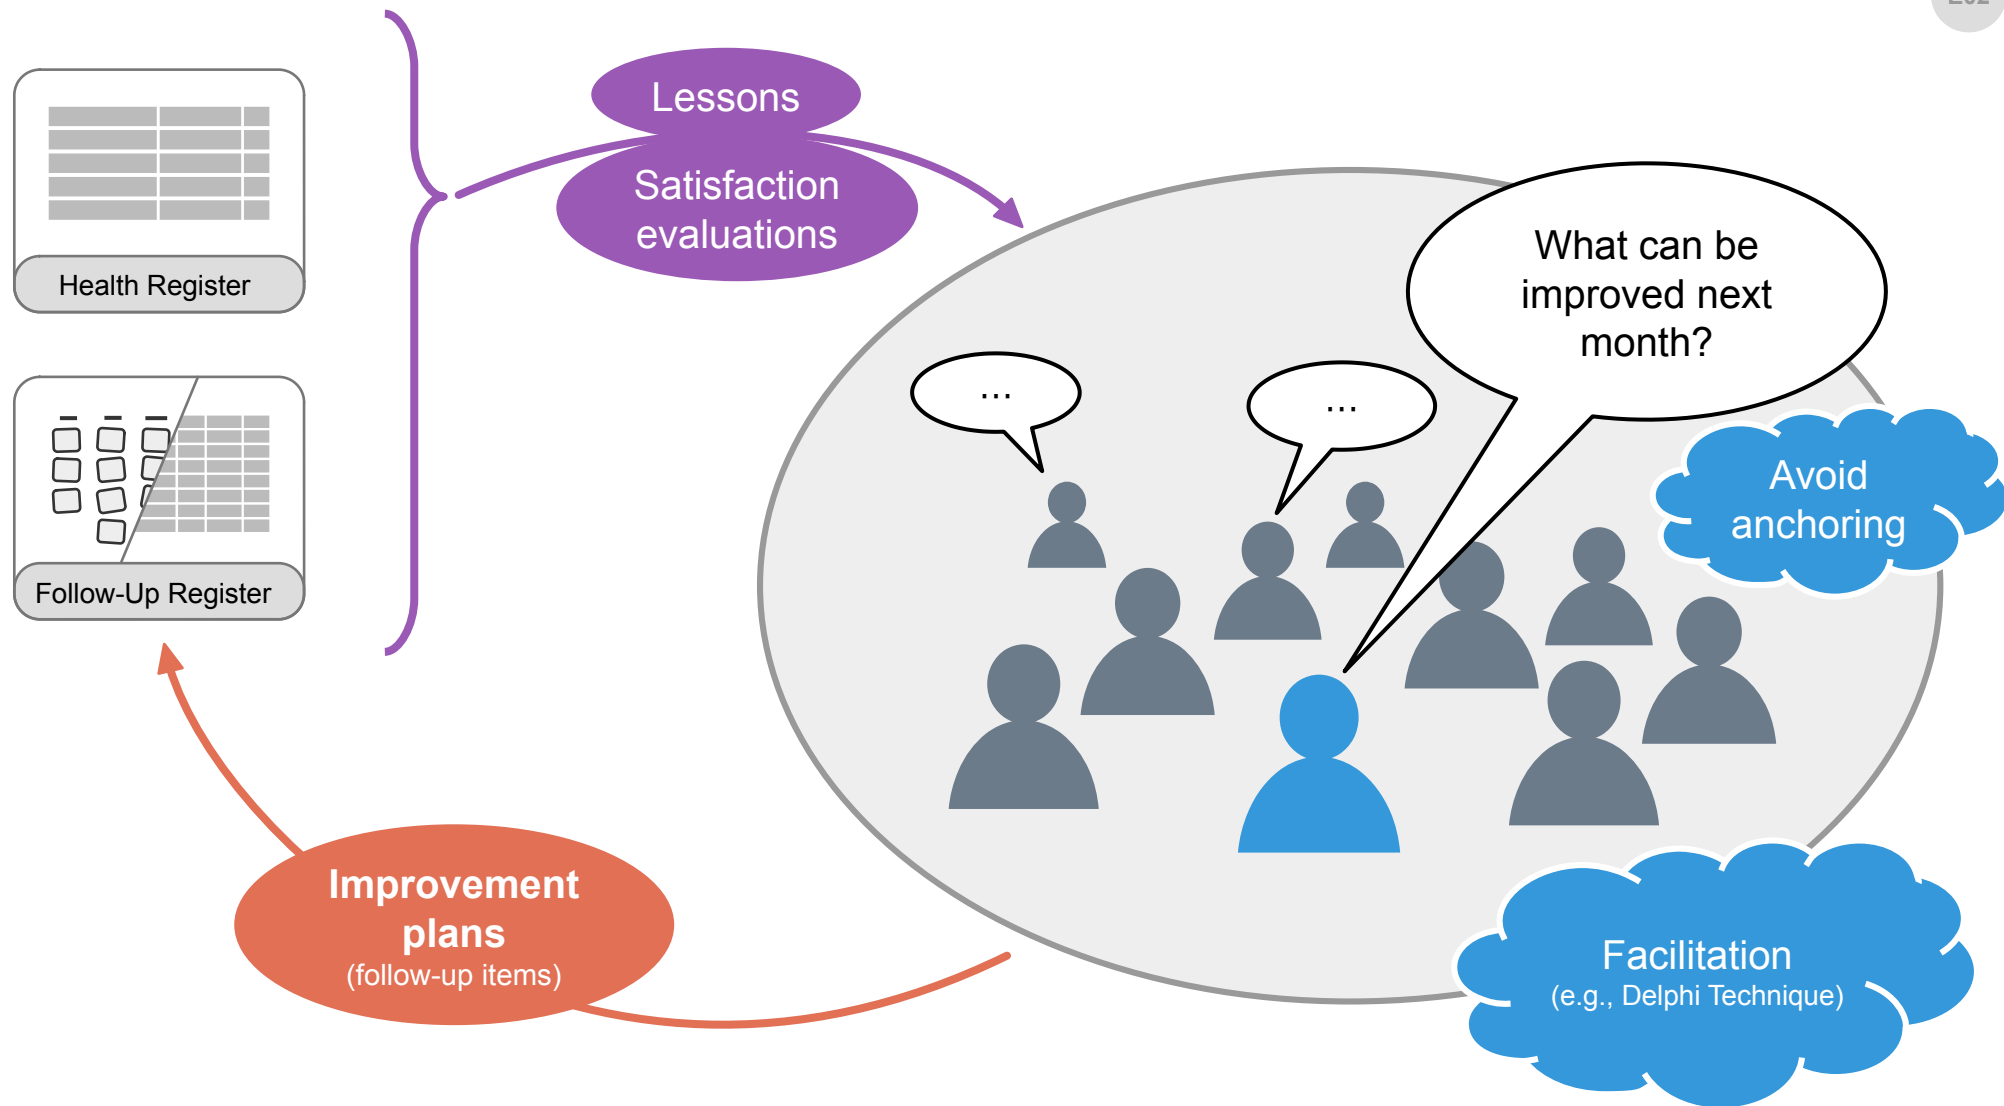 Health Register
Follow-Up Register
Lessons
Satisfaction
evaluations
What can be
improved next
month?
...
...
Avoid
anchoring
Improvement
plans
(follow-up items)
Facilitation
(e.g., Delphi Technique)